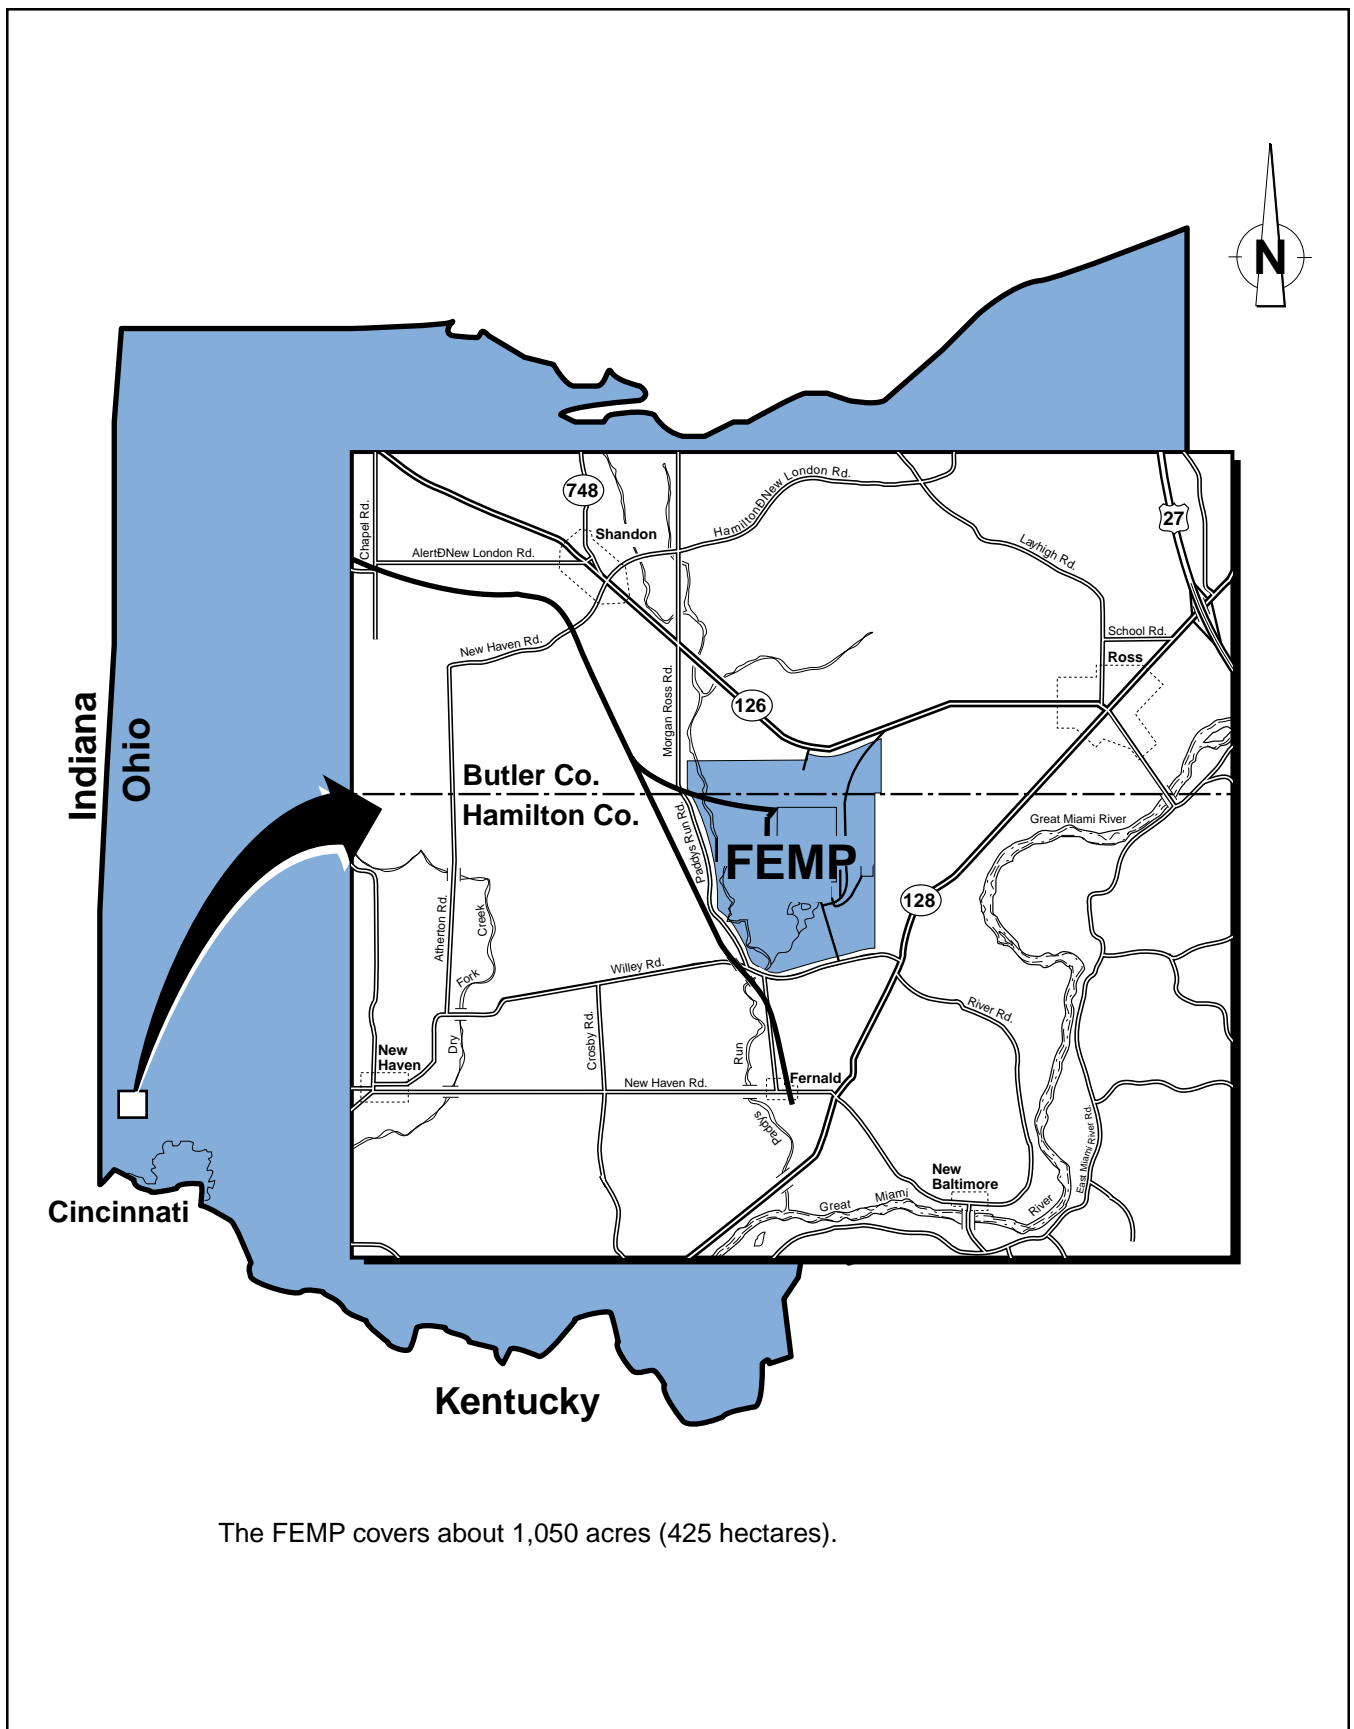 N
748
Shandon
Hamilton–ÐNew London Rd.
27
Chapel Rd.
AlertÐNew London Rd.
Layhigh Rd.
School Rd.
Ross
New Haven Rd.
Morgan Ross Rd.
126
Indiana
Ohio
Butler Co.
Hamilton Co.
Great Miami River
Paddys Run Rd.
FEMP
128
Atherton Rd.
Creek
Fork
Dry
Willey Rd.
River Rd.
Crosby Rd.
Run
Paddys
New
Haven
New Haven Rd.
Fernald
East Miami River Rd.
New
Baltimore
Great Miami River
Cincinnati
Kentucky
The FEMP covers about 1,050 acres (425 hectares).